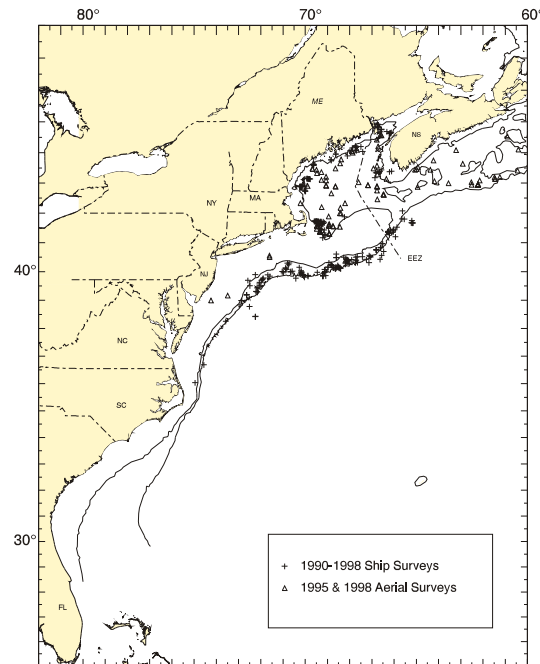 80° 70° 60°
ME
NS
NY MA
EEZ
40°
NJ
NC
SC
30°
+ 1990-1998 Ship Surveys
△ 1995 & 1998 Aerial Surveys
FL